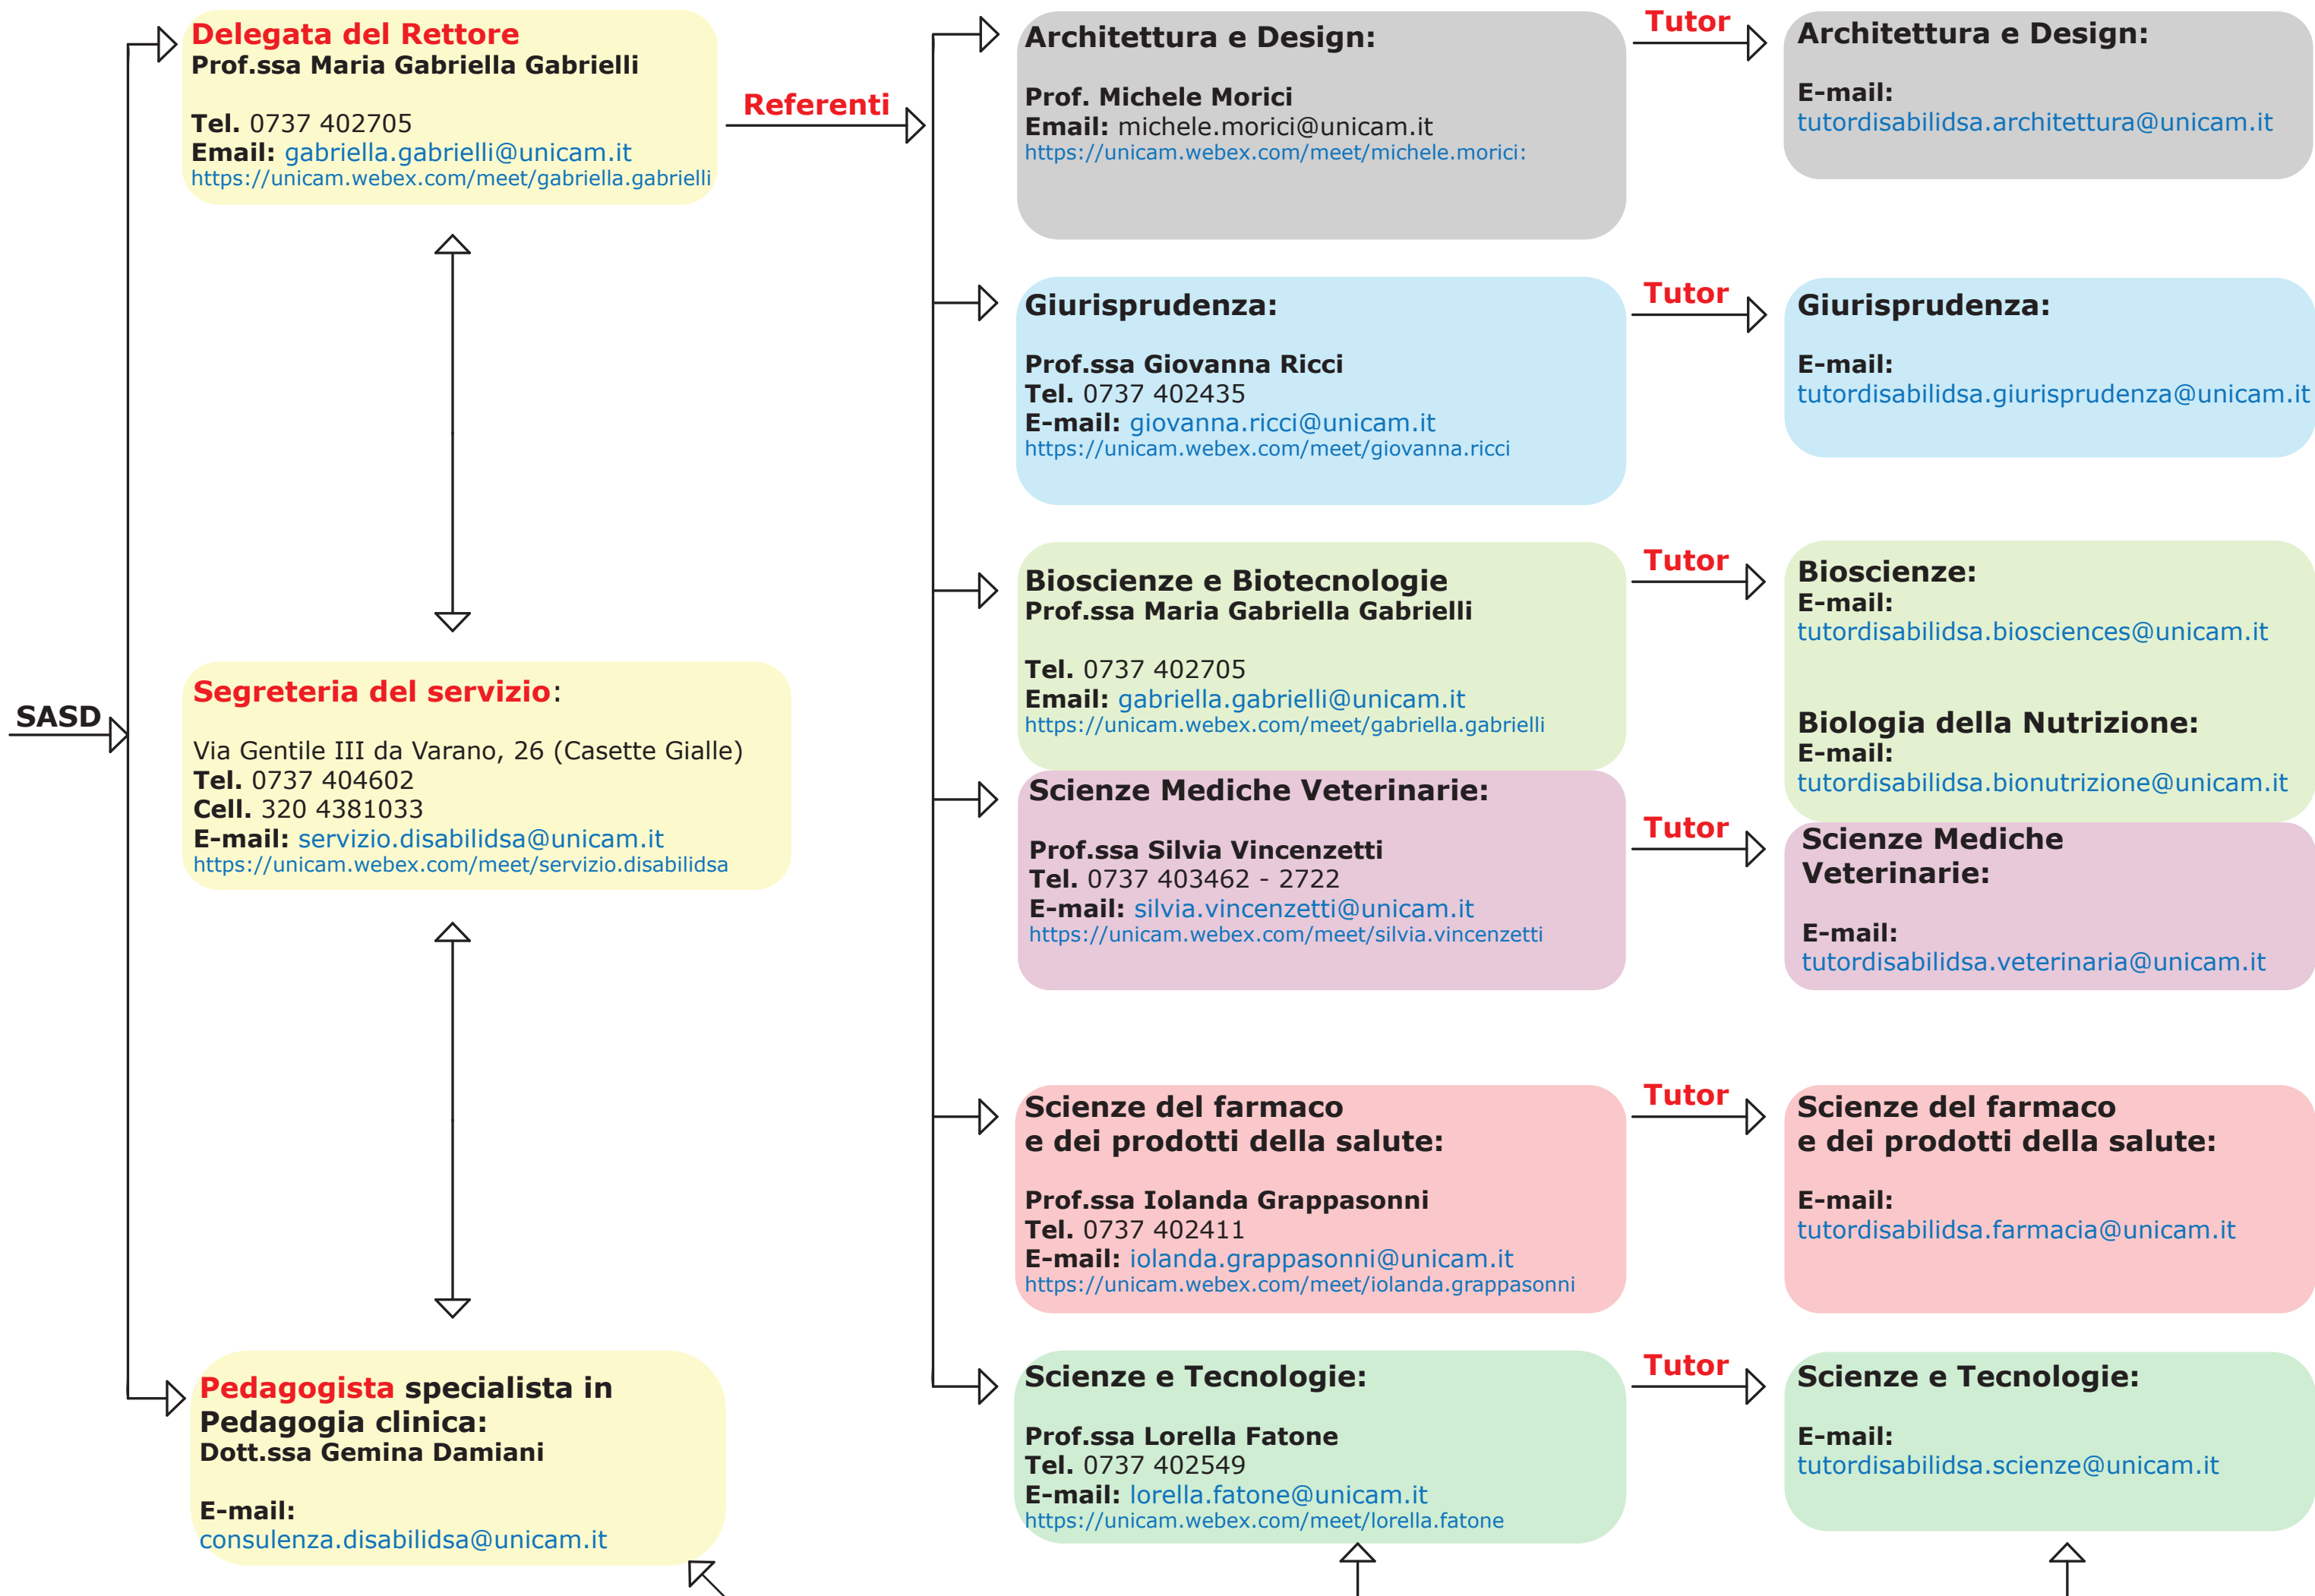 SASD
Delegata del Rettore
Prof.ssa Maria Gabriella Gabrielli
Tel. 0737 402705
Email: gabriella.gabrielli@unicam.it
https://unicam.webex.com/meet/gabriella.gabrielli
Segreteria del servizio:
Via Gentile III da Varano, 26 (Casette Gialle)
Tel. 0737 404602
Cell. 320 4381033
E-mail: servizio.disabilidsa@unicam.it
https://unicam.webex.com/meet/servizio.disabilidsa
Pedagogista specialista in
Pedagogia clinica:
Dott.ssa Gemina Damiani
E-mail:
consulenza.disabilidsa@unicam.it
Referenti
Architettura e Design:
Prof. Michele Morici
Email: michele.morici@unicam.it
https://unicam.webex.com/meet/michele.morici:
Tutor
Architettura e Design:
E-mail:
tutordisabilidsa.architettura@unicam.it
Giurisprudenza:
Prof.ssa Giovanna Ricci
Tel. 0737 402435
E-mail: giovanna.ricci@unicam.it
https://unicam.webex.com/meet/giovanna.ricci
Tutor
Giurisprudenza:
E-mail:
tutordisabilidsa.giurisprudenza@unicam.it
Bioscienze e Biotecnologie
Prof.ssa Maria Gabriella Gabrielli
Tel. 0737 402705
Email: gabriella.gabrielli@unicam.it
https://unicam.webex.com/meet/gabriella.gabrielli
Tutor
Bioscienze:
E-mail:
tutordisabilidsa.biosciences@unicam.it
Biologia della Nutrizione:
E-mail:
tutordisabilidsa.bionutrizione@unicam.it
Scienze Mediche Veterinarie:
Prof.ssa Silvia Vincenzetti
Tel. 0737 403462 - 2722
E-mail: silvia.vincenzetti@unicam.it
https://unicam.webex.com/meet/silvia.vincenzetti
Tutor
Scienze Mediche
Veterinarie:
E-mail:
tutordisabilidsa.veterinaria@unicam.it
Scienze del farmaco
e dei prodotti della salute:
Prof.ssa Iolanda Grappasonni
Tel. 0737 402411
E-mail: iolanda.grappasonni@unicam.it
https://unicam.webex.com/meet/iolanda.grappasonni
Tutor
Scienze del farmaco
e dei prodotti della salute:
E-mail:
tutordisabilidsa.farmacia@unicam.it
Scienze e Tecnologie:
Prof.ssa Lorella Fatone
Tel. 0737 402549
E-mail: lorella.fatone@unicam.it
https://unicam.webex.com/meet/lorella.fatone
Tutor
Scienze e Tecnologie:
E-mail:
tutordisabilidsa.scienze@unicam.it